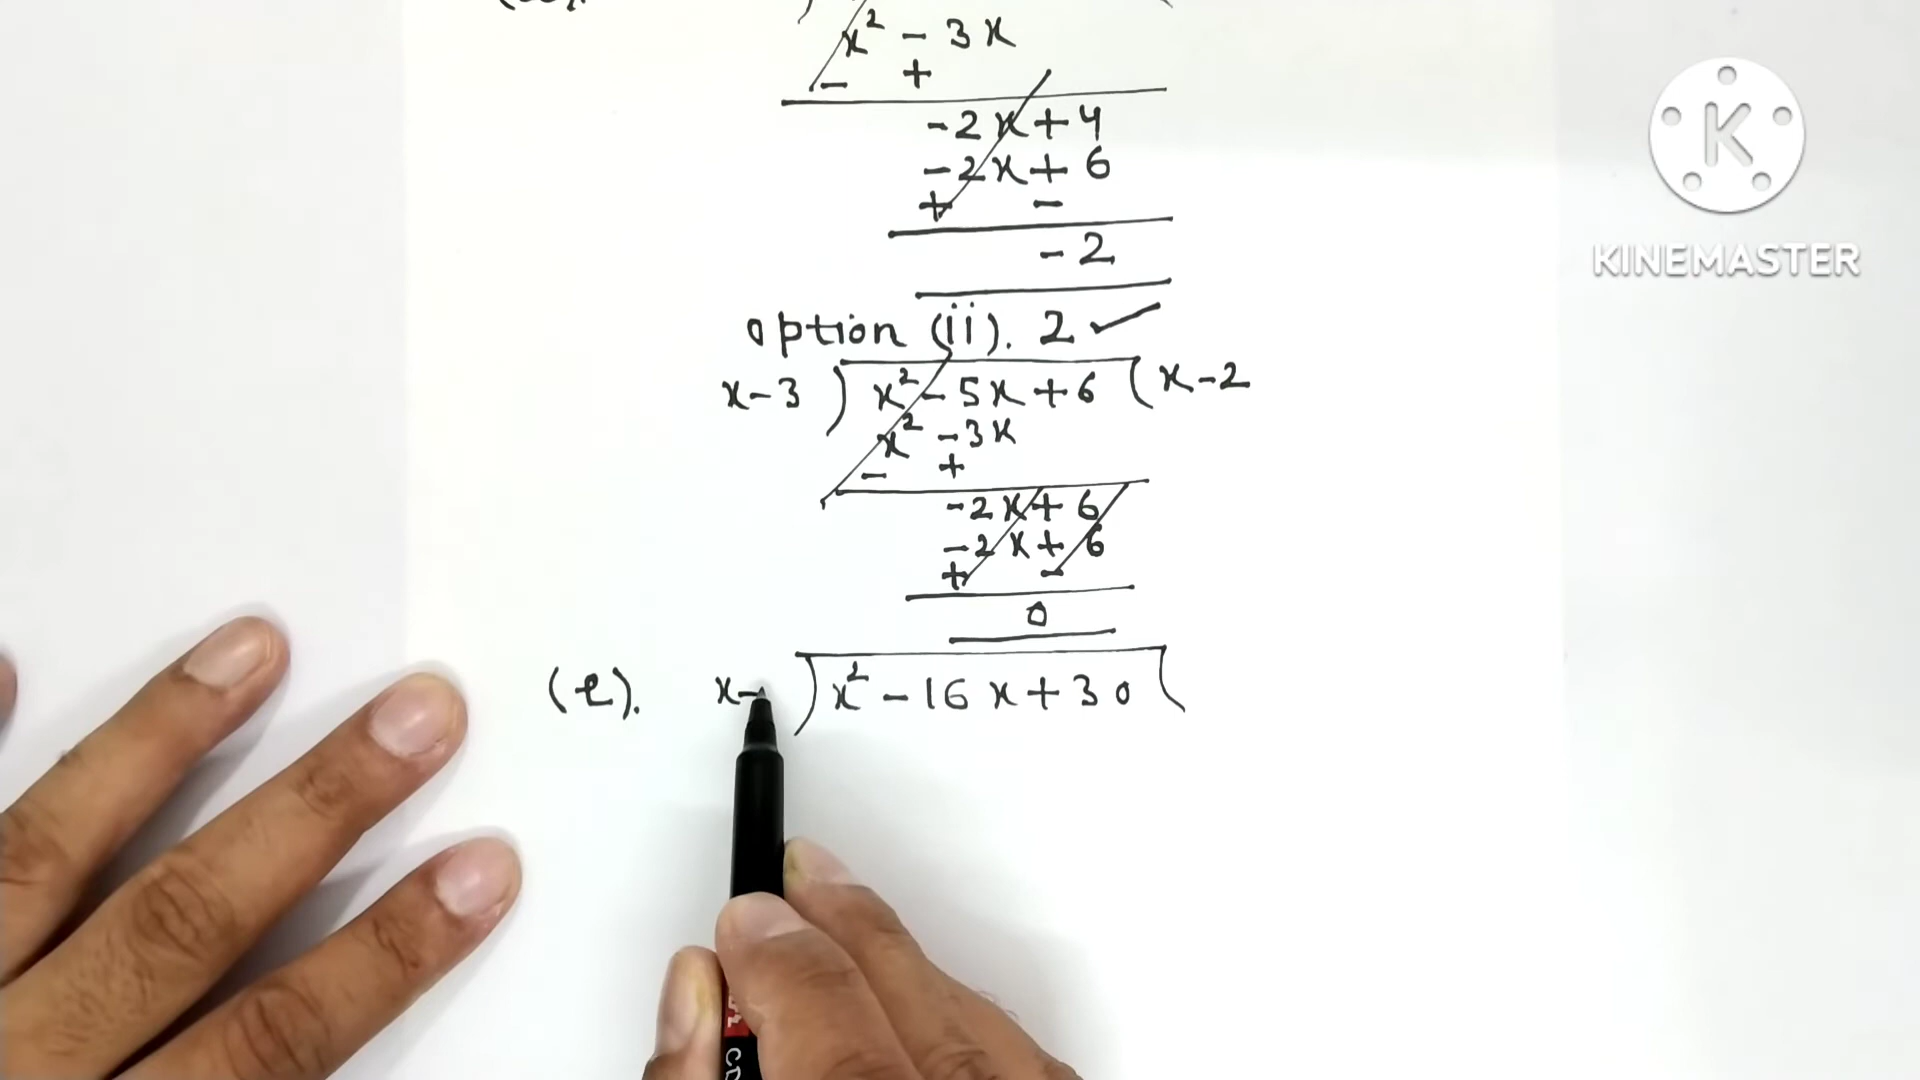 x² - 3x
- +
-2x + 4
-2x + 6
+ -
-2
option (ii). 2 ✓
x-3 ) x² - 5x + 6 ( x-2
x² - 3x
- +
-2x + 6
-2x + 6
+ -
0
(e). x- ) x² - 16x + 30 (
K
KINEMASTER